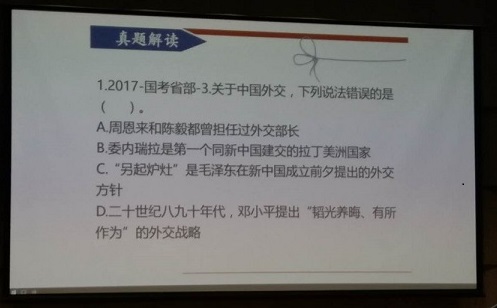 真题解读
1.2017-国考省部-3.关于中国外交，下列说法错误的是
（ ）。
A.周恩来和陈毅都曾担任过外交部长
B.委内瑞拉是第一个同新中国建交的拉丁美洲国家
C.“另起炉灶”是毛泽东在新中国成立前夕提出的外交
方针
D.二十世纪八九十年代，邓小平提出“韬光养晦、有所
作为”的外交战略